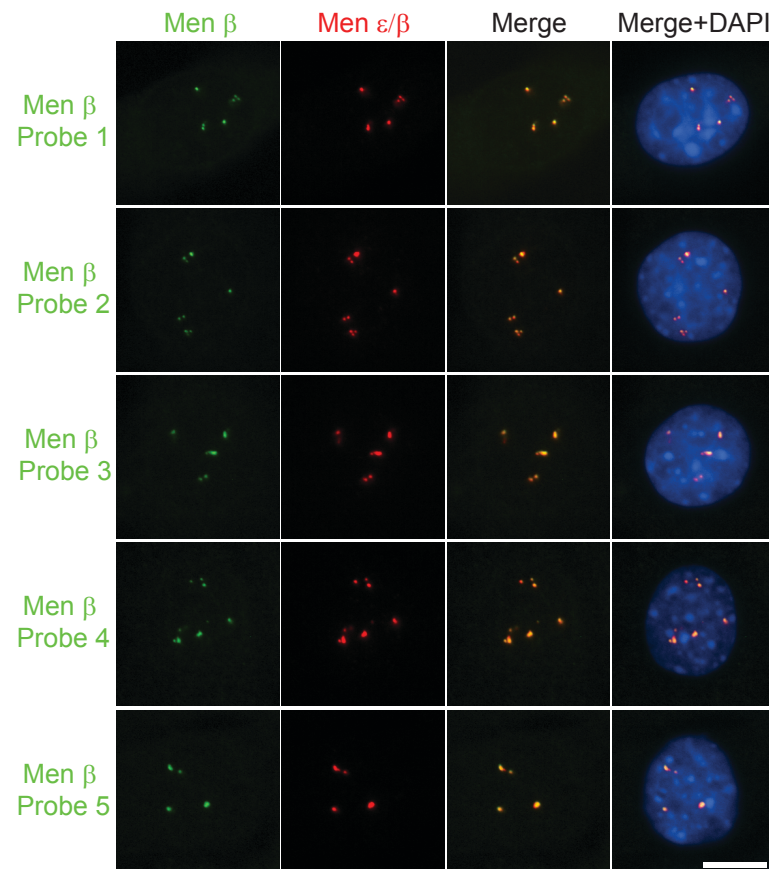 Men β Men ε/β Merge Merge+DAPI
Men β
Probe 1
Men β
Probe 2
Men β
Probe 3
Men β
Probe 4
Men β
Probe 5